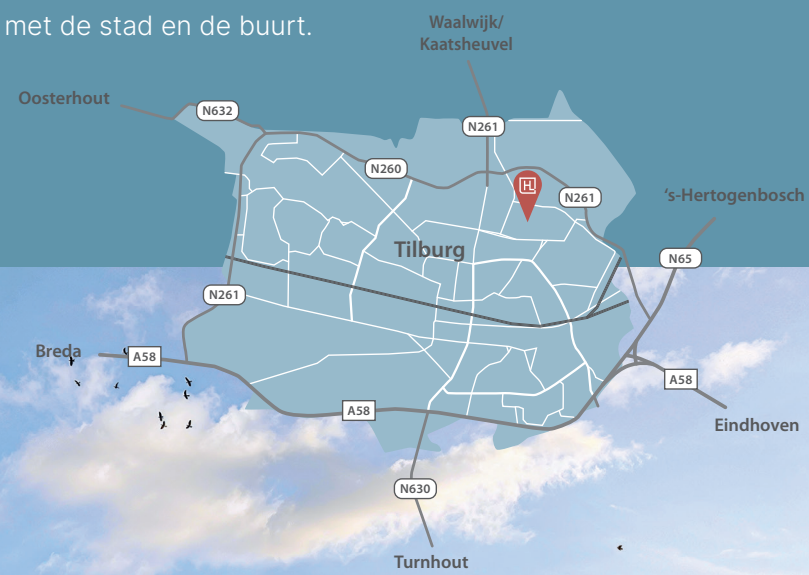 met de stad en de buurt.
Waalwijk/
Kaatsheuvel
Oosterhout
N632
N261
N260
H
N261
's-Hertogenbosch
Tilburg
N65
N261
Breda
A58
A58
A58
Eindhoven
N630
Turnhout